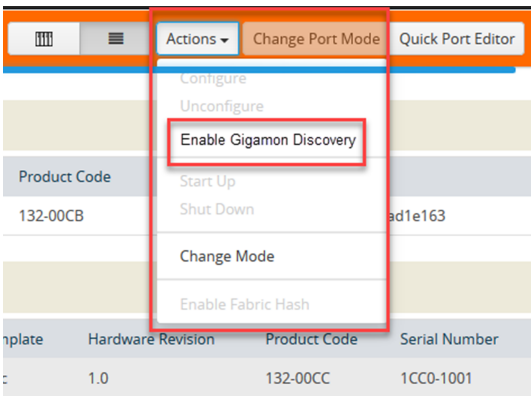 Actions Change Port Mode Quick Port Editor
Configure
Unconfigure
Enable Gigamon Discovery
Product Code
Start Up
132-00CB Shut Down ad1e163
Change Mode
Enable Fabric Hash
nplate Hardware Revision Product Code Serial Number
c 1.0 132-00CC 1CC0-1001